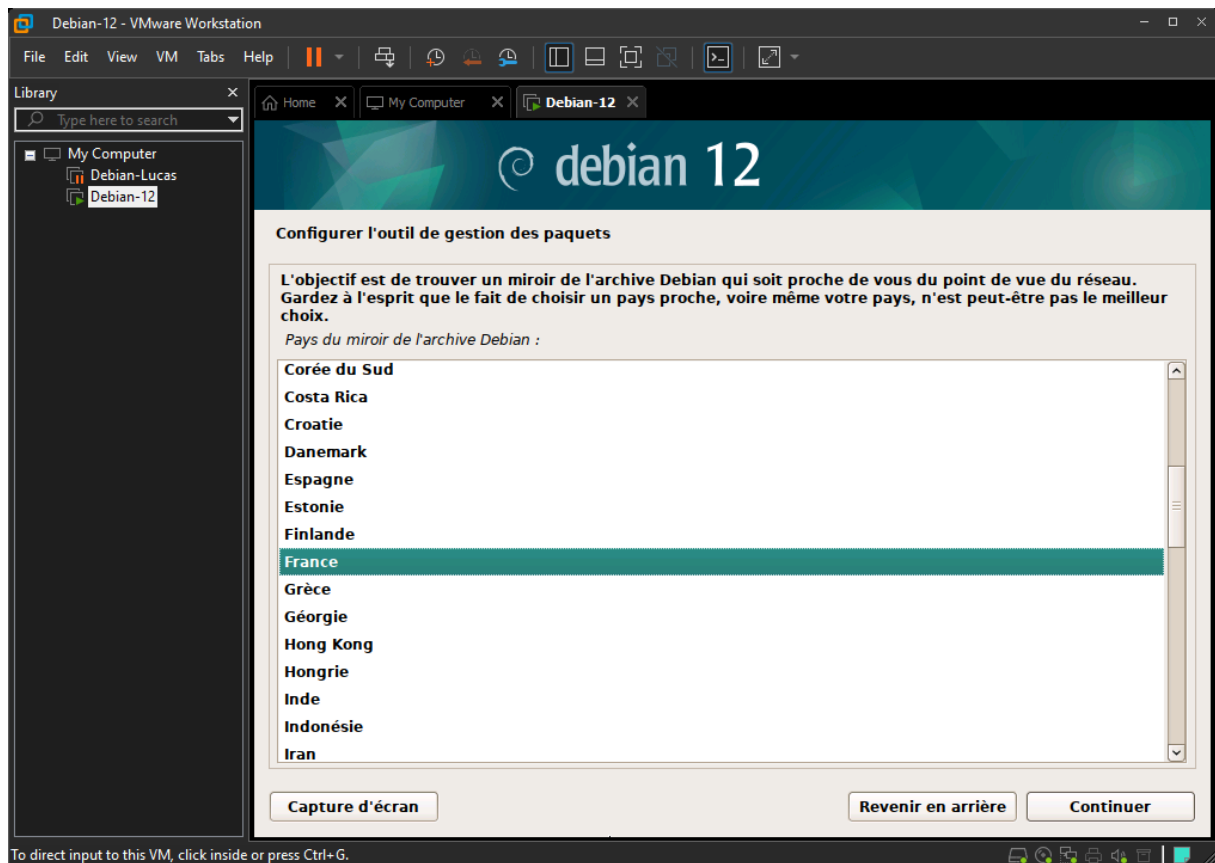 Debian-12 - VMware Workstation
File Edit View VM Tabs Help
Library
Type here to search
My Computer
Debian-Lucas
Debian-12
Home
My Computer
Debian-12
debian 12
Configurer l'outil de gestion des paquets
L'objectif est de trouver un miroir de l'archive Debian qui soit proche de vous du point de vue du réseau.
Gardez à l'esprit que le fait de choisir un pays proche, voire même votre pays, n'est peut-être pas le meilleur
choix.
Pays du miroir de l'archive Debian :
Corée du Sud
Costa Rica
Croatie
Danemark
Espagne
Estonie
Finlande
France
Grèce
Géorgie
Hong Kong
Hongrie
Inde
Indonésie
Iran
Capture d'écran
Revenir en arrière
Continuer
To direct input to this VM, click inside or press Ctrl+G.